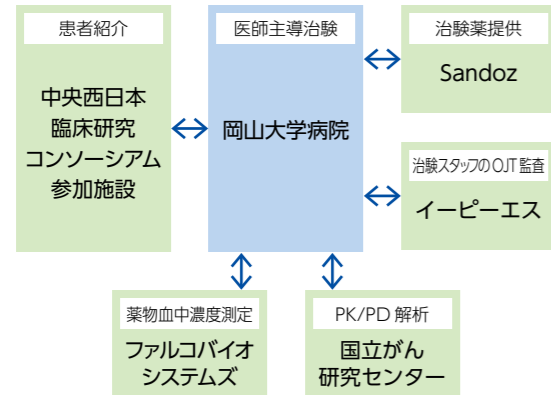 患者紹介
中央西日本
臨床研究
コンソーシアム
参加施設
医師主導治験
岡山大学病院
治験薬提供
Sandoz
治験スタッフのOJT監査
イーピーエス
薬物血中濃度測定
ファルコバイオ
システムズ
PK/PD 解析
国立がん
研究センター